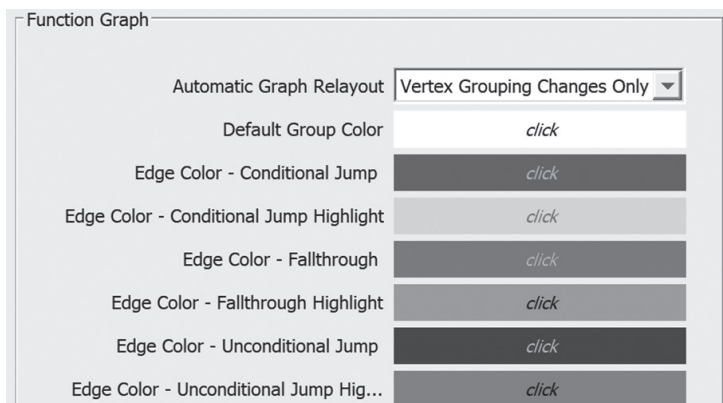 Function Graph
Automatic Graph Relayout Vertex Grouping Changes Only
Default Group Color click
Edge Color - Conditional Jump click
Edge Color - Conditional Jump Highlight click
Edge Color - Fallthrough click
Edge Color - Fallthrough Highlight click
Edge Color - Unconditional Jump click
Edge Color - Unconditional Jump Hig... click